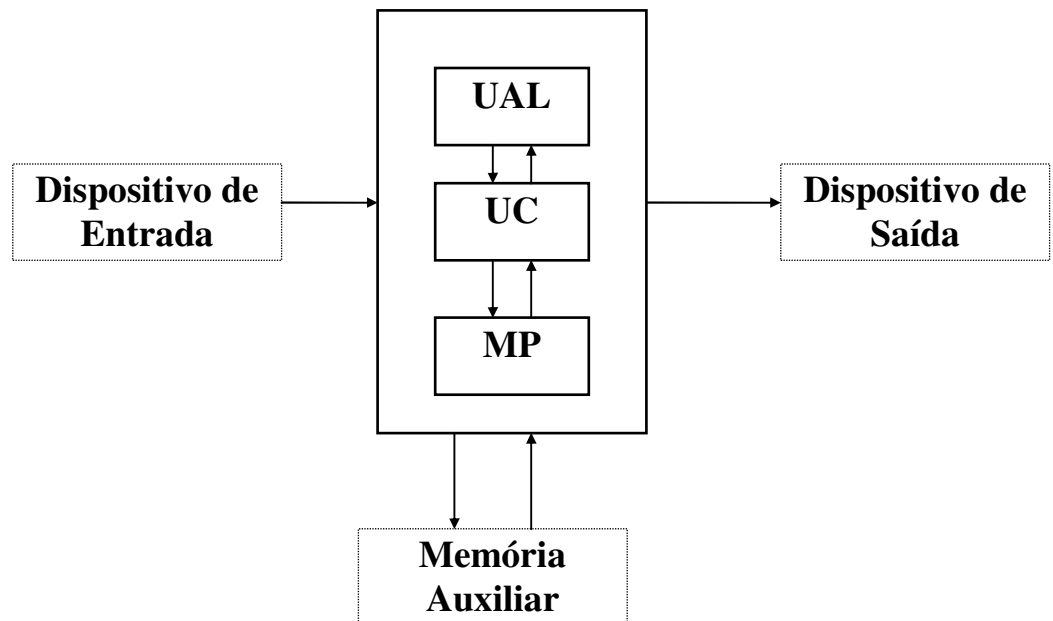 UAL
Dispositivo de
Entrada
UC
Dispositivo de
Saída
MP
Memória
Auxiliar